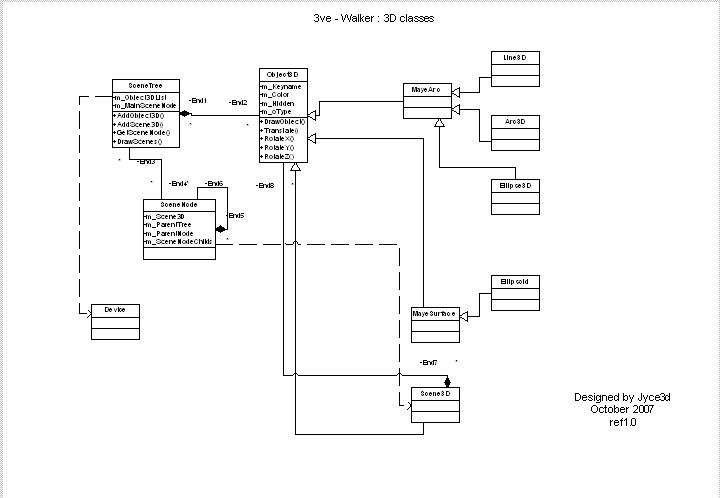 3ve - Walker : 3D classes
SceneTree
-m_Object3DList
-m_MainSceneNode
+AddObject3D()
+AddScene3D()
+GetSceneNode()
+DrawScenes()
-End1
*
-End2
*
Object3D
-m_Keyname
-m_Color
-m_Hidden
-m_oType
+DrawObject()
+Translate()
+RotateX()
+RotateY()
+RotateZ()
MayeArc
Line3D
Arc3D
Ellipse3D
*
-End3
*
-End4
-End6
*
-End5
*
-End8
*
SceneNode
-m_Scene3D
-m_ParentTree
-m_ParentNode
-m_SceneNodeChilds
Device
MayeSurface
Ellipsoid
-End7
*
Scene3D
Designed by Jyce3d
October 2007
ref1.0